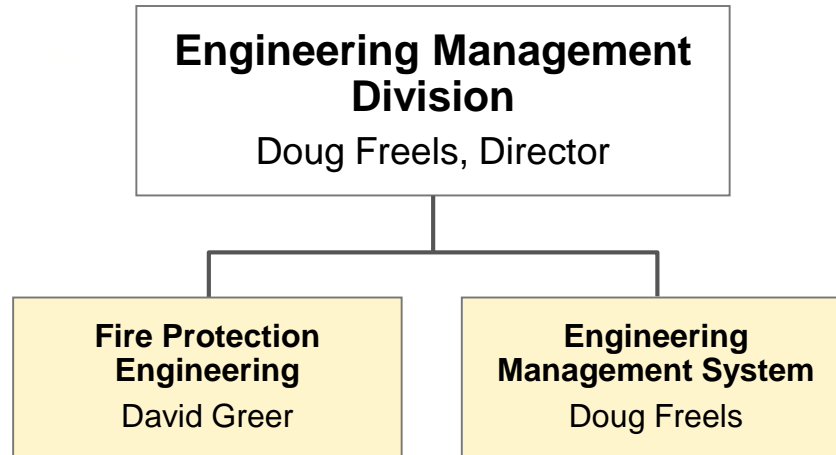 Engineering Management
Division
Doug Freels, Director
Fire Protection
Engineering
David Greer
Engineering
Management System
Doug Freels